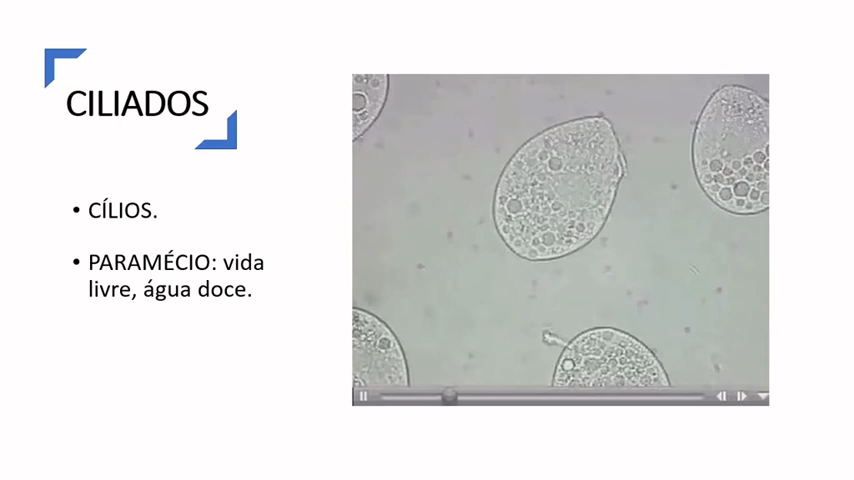 CILIADOS
• CÍLIOS.
• PARAMÉCIO: vida
livre, água doce.